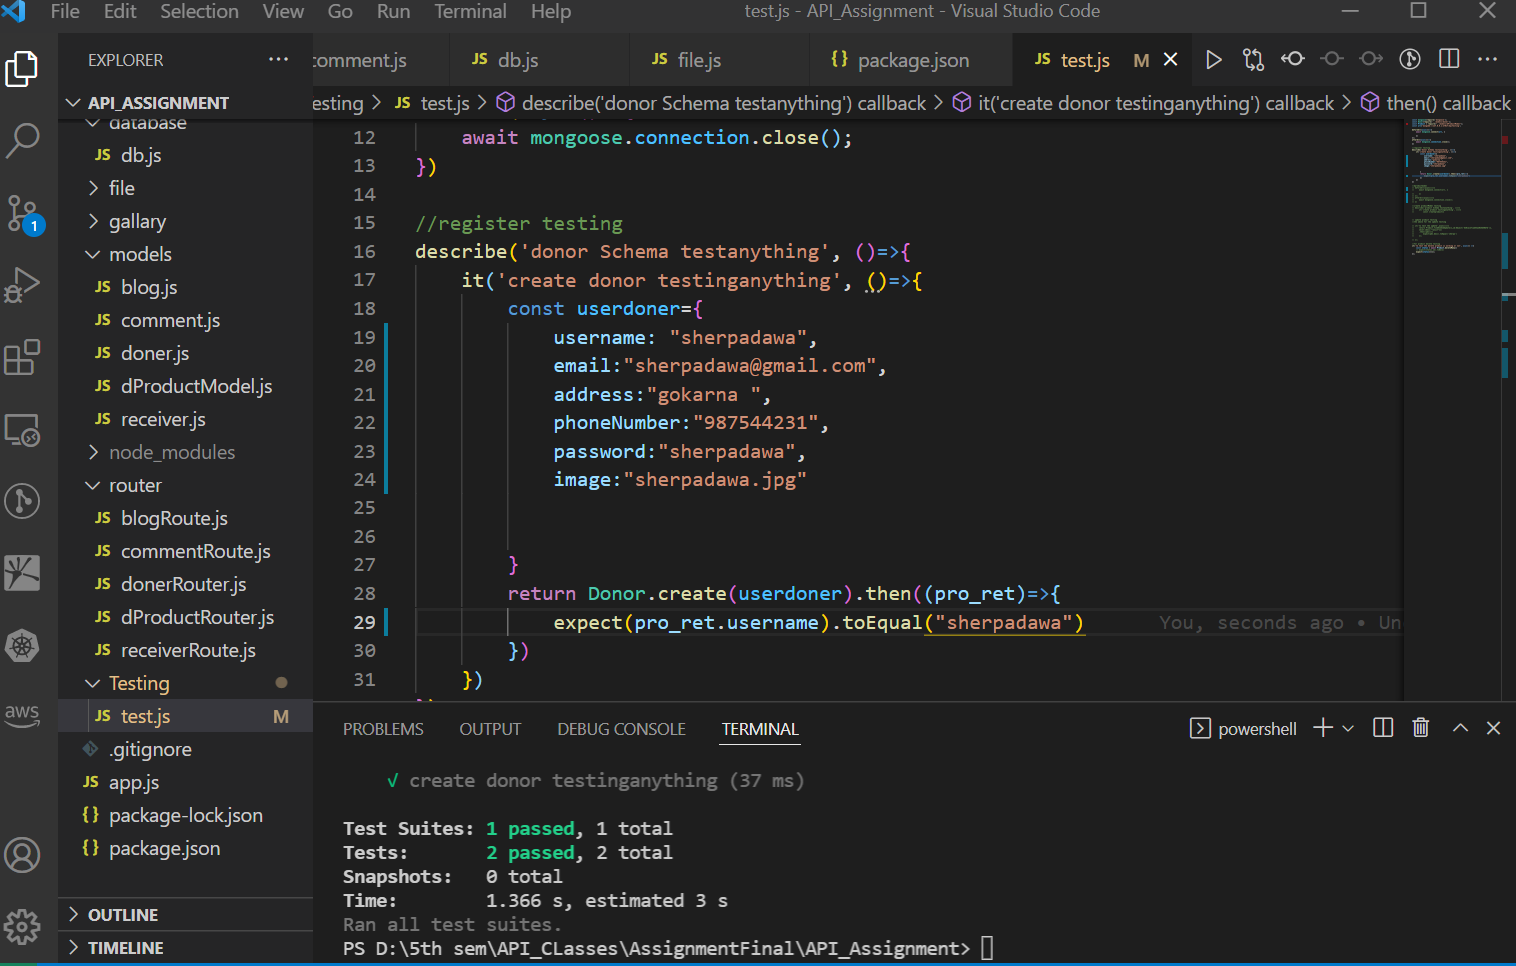 File Edit Selection View Go Run Terminal Help test.js - API_Assignment - Visual Studio Code
EXPLORER
API_ASSIGNMENT
database
JS db.js
file
gallary
models
JS blog.js
JS comment.js
JS doner.js
JS dProductModel.js
JS receiver.js
node_modules
router
JS blogRoute.js
JS commentRoute.js
JS donerRouter.js
JS dProductRouter.js
JS receiverRoute.js
Testing
JS test.js M
.gitignore
JS app.js
{} package-lock.json
{} package.json
OUTLINE
TIMELINE
1
aws
omment.js JS db.js JS file.js {} package.json JS test.js M
esting > JS test.js > describe('donor Schema testanything') callback > it('create donor testinganything') callback > then() callback
12 await mongoose.connection.close();
13 })
14
15 //register testing
16 describe('donor Schema testanything', ()=>{
17 it('create donor testinganything', ()=>{
18 const userdoner={
19 username: "sherpadawa",
20 email:"sherpadawa@gmail.com",
21 address:"gokarna ",
22 phoneNumber:"987544231",
23 password:"sherpadawa",
24 image:"sherpadawa.jpg"
25
26
27 }
28 return Donor.create(userdoner).then((pro_ret)=>{
29 expect(pro_ret.username).toEqual("sherpadawa") You, seconds ago • Un
30 })
31 })
PROBLEMS OUTPUT DEBUG CONSOLE TERMINAL powershell
√ create donor testinganything (37 ms)
Test Suites: 1 passed, 1 total
Tests: 2 passed, 2 total
Snapshots: 0 total
Time: 1.366 s, estimated 3 s
Ran all test suites.
PS D:\5th sem\API_CLasses\AssignmentFinal\API_Assignment>